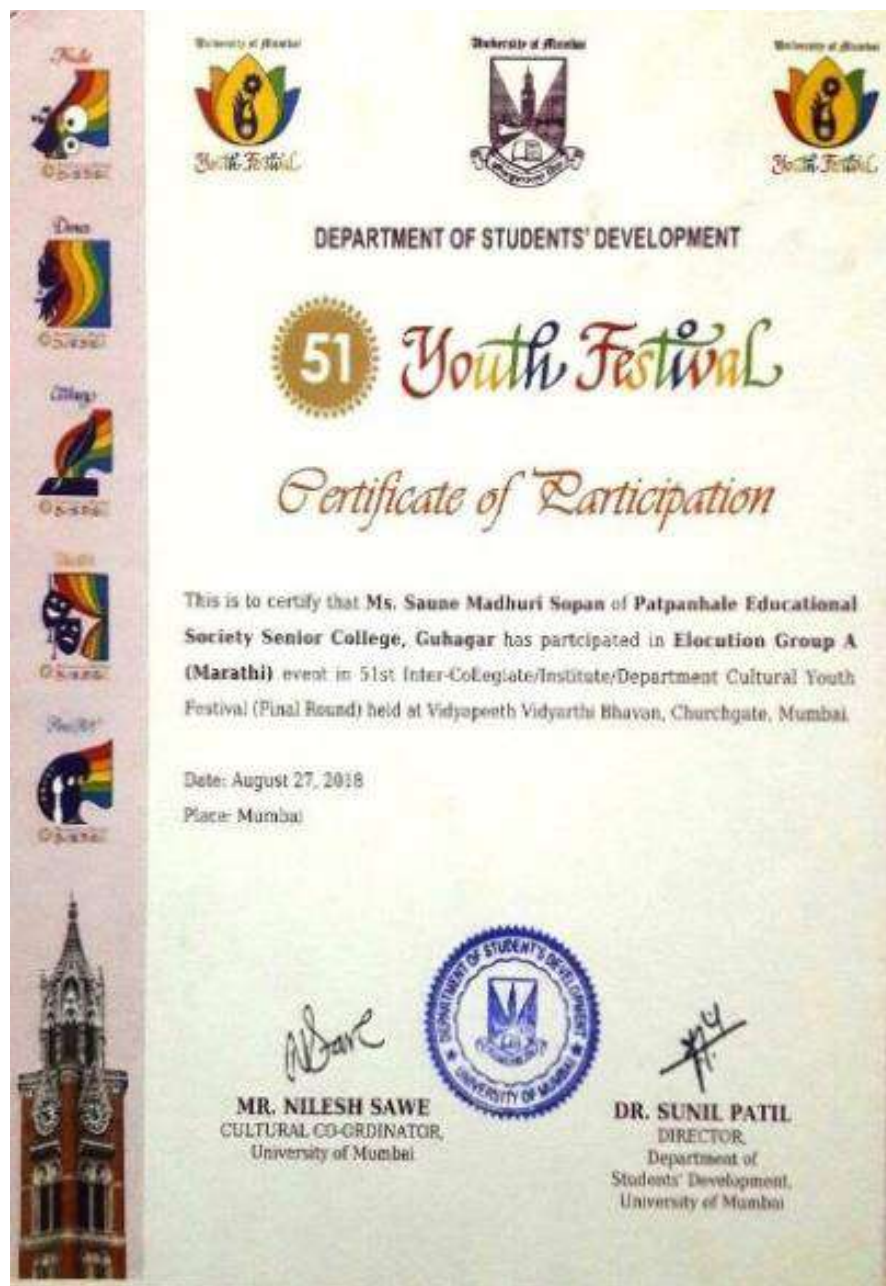 University of Mumbai
University of Mumbai
University of Mumbai
Youth Festival
Youth Festival
Music
Dance
Literary
Theatre
Fine Art
DEPARTMENT OF STUDENTS' DEVELOPMENT
51 Youth Festival
Certificate of Participation
This is to certify that Ms. Saune Madhuri Sopan of Patpanhale Educational
Society Senior College, Guhagar has partcipated in Elocution Group A
(Marathi) event in 51st Inter-Collegiate/Institute/Department Cultural Youth
Festival (Final Round) held at Vidyapeeth Vidyarthi Bhavan, Churchgate, Mumbai.
Date: August 27, 2018
Place: Mumbai
DEPARTMENT OF STUDENT'S DEVELOPMENT
UNIVERSITY OF MUMBAI
MR. NILESH SAWE
CULTURAL CO-ORDINATOR,
University of Mumbai
DR. SUNIL PATIL
DIRECTOR,
Department of
Students' Development,
University of Mumbai